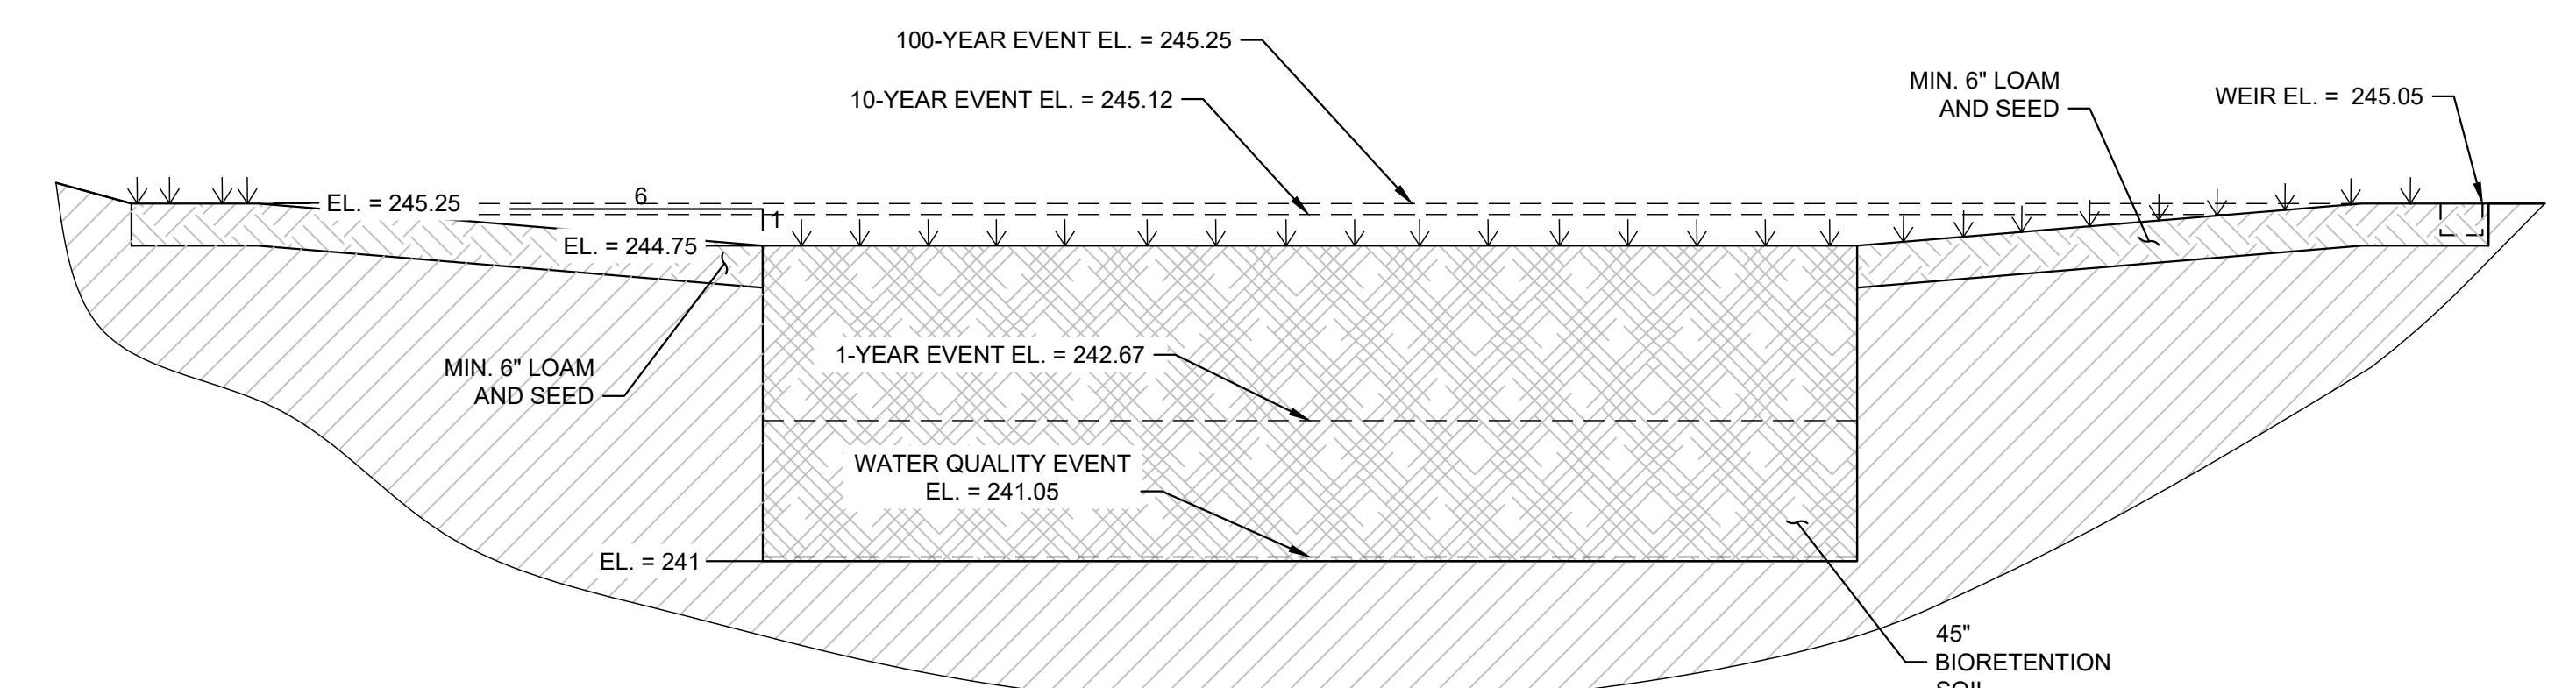 100-YEAR EVENT EL. = 245.25
10-YEAR EVENT EL. = 245.12
MIN. 6" LOAM
AND SEED
WEIR EL. = 245.05
EL. = 245.25
6
1
EL. = 244.75
1-YEAR EVENT EL. = 242.67
MIN. 6" LOAM
AND SEED
WATER QUALITY EVENT
EL. = 241.05
EL. = 241
45"
BIORETENTION
SOIL